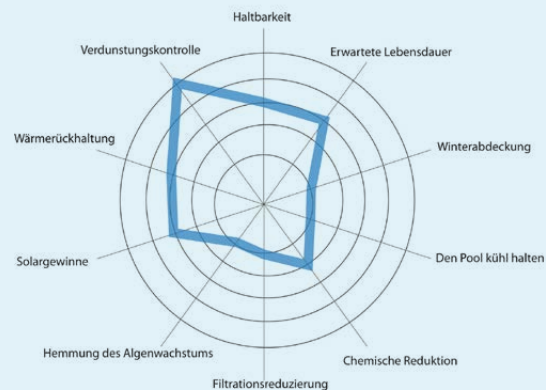 Haltbarkeit
Verdunstungskontrolle
Erwartete Lebensdauer
Wärmerückhaltung
Winterabdeckung
Solargewinne
Den Pool kühl halten
Hemmung des Algenwachstums
Chemische Reduktion
Filtrationsreduzierung